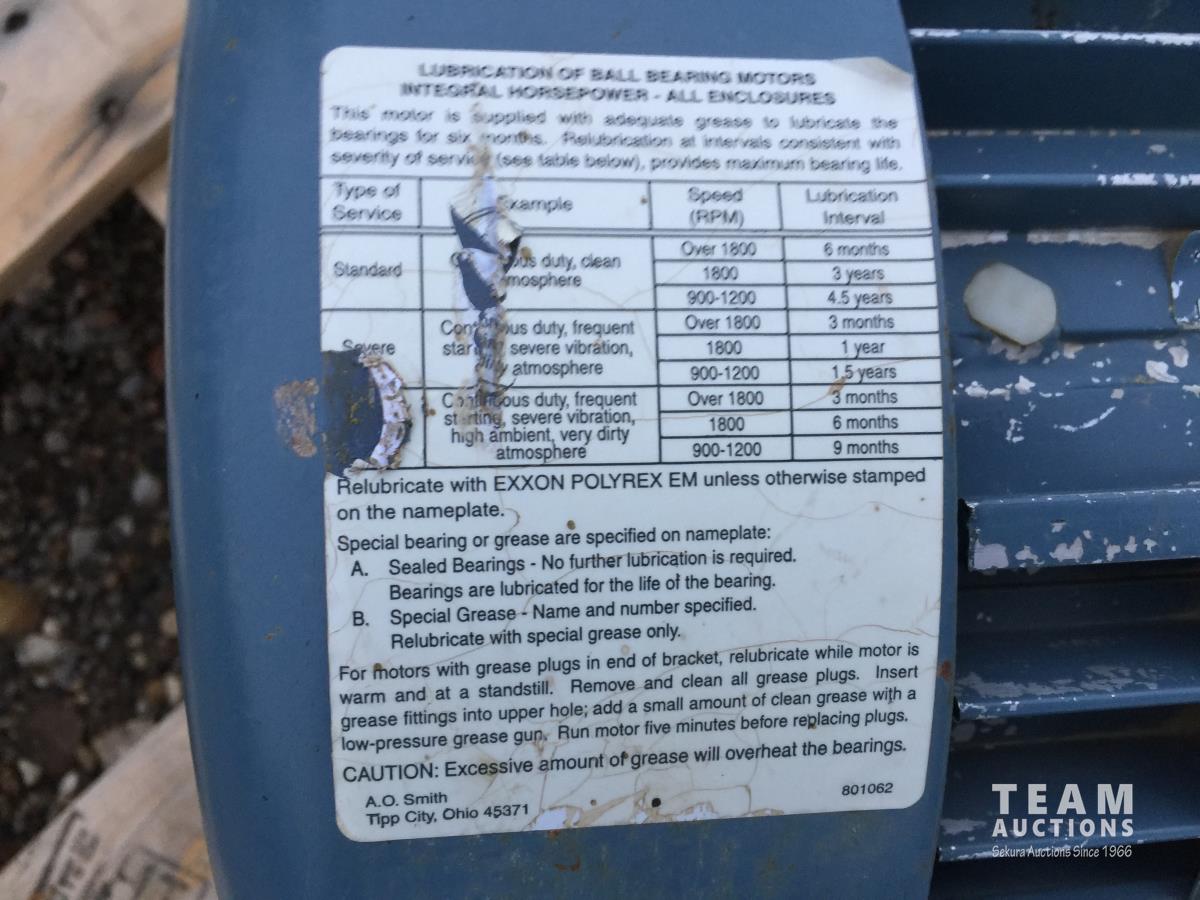 LUBRICATION OF BALL BEARING MOTORS
INTEGRAL HORSEPOWER - ALL ENCLOSURES
This motor is supplied with adequate grease to lubricate the
bearings for six months. Relubrication at intervals consistent with
severity of service (see table below), provides maximum bearing life.
Type of Service Example Speed (RPM) Lubrication Interval
Standard duty, clean
Over 1800 6 months
1800 3 years
900-1200 4.5 years
Severe
Continuous duty, frequent
severe vibration,
atmosphere
Over 1800 3 months
1800 1 year
900-1200 1.5 years
Continuous duty, frequent
starting, severe vibration,
high ambient, very dirty
atmosphere
Over 1800 3 months
1800 6 months
900-1200 9 months
Relubricate with EXXON POLYREX EM unless otherwise stamped
on the nameplate.
Special bearing or grease are specified on nameplate:
A. Sealed Bearings - No further lubrication is required.
Bearings are lubricated for the life of the bearing.
B. Special Grease - Name and number specified.
Relubricate with special grease only.
For motors with grease plugs in end of bracket, relubricate while motor is
warm and at a standstill. Remove and clean all grease plugs. Insert
grease fittings into upper hole; add a small amount of clean grease with a
low-pressure grease gun. Run motor five minutes before replacing plugs.
CAUTION: Excessive amount of grease will overheat the bearings.
A.O. Smith
Tipp City, Ohio 45371
801062
TEAM
AUCTIONS
Sekura Auctions Since 1966